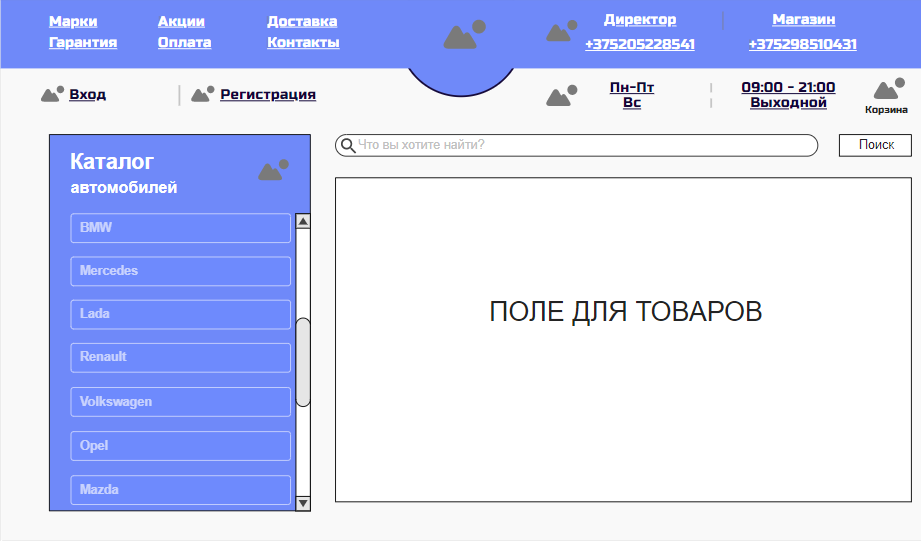 Марки
Акции
Доставка
Директор
Магазин
Гарантия
Оплата
Контакты
+375205228541
+375298510431
Вход
Регистрация
Пн-Пт
09:00 - 21:00
Вс
Выходной
Корзина
Каталог
автомобилей
Что вы хотите найти?
Поиск
BMW
Mercedes
Lada
Renault
Volkswagen
Opel
Mazda
ПОЛЕ ДЛЯ ТОВАРОВ